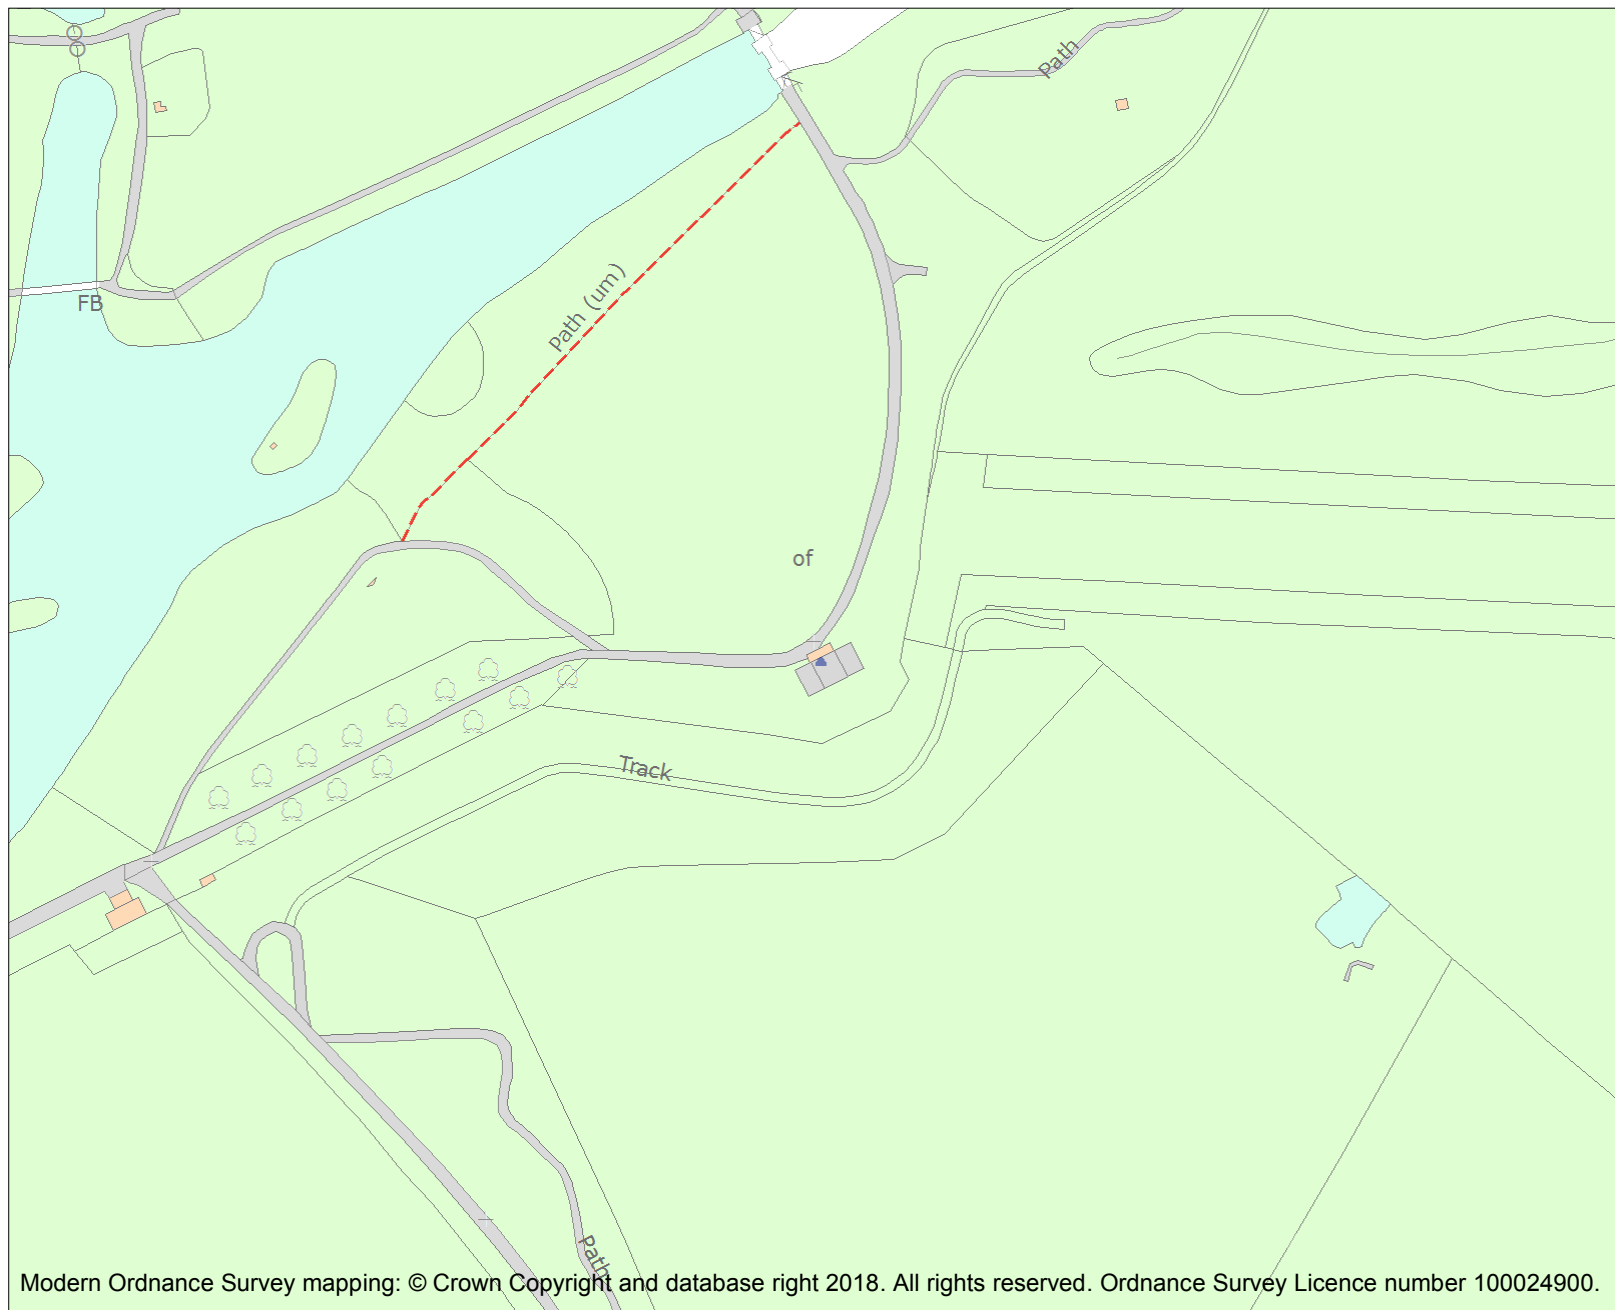 Path
FB
Path (um)
of
Track
Path
Modern Ordnance Survey mapping: © Crown Copyright and database right 2018. All rights reserved. Ordnance Survey Licence number 100024900.